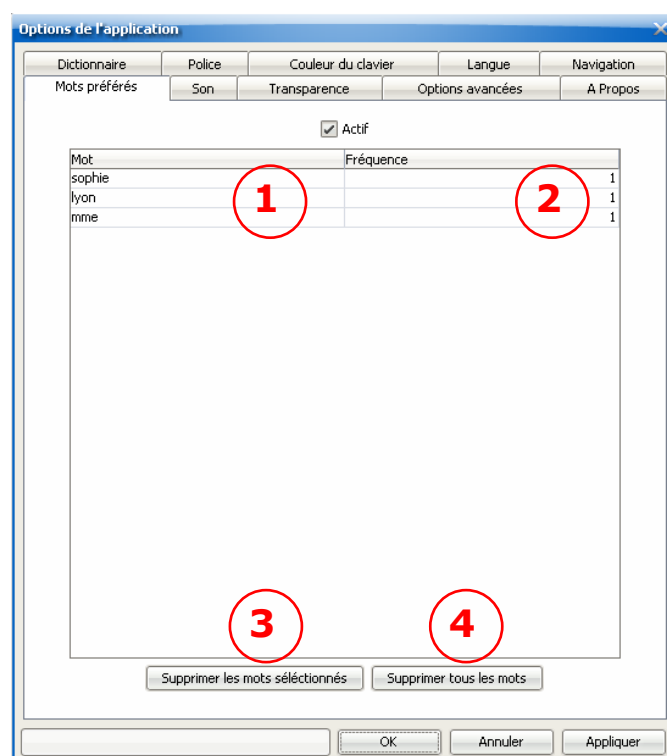 Options de l'application
Dictionnaire Police Couleur du clavier Langue Navigation
Mots préférés Son Transparence Options avancées A Propos
Actif
Mot Fréquence
sophie 1
lyon 1
mme 1
1 2
3 4
Supprimer les mots séléctionnés Supprimer tous les mots
OK Annuler Appliquer